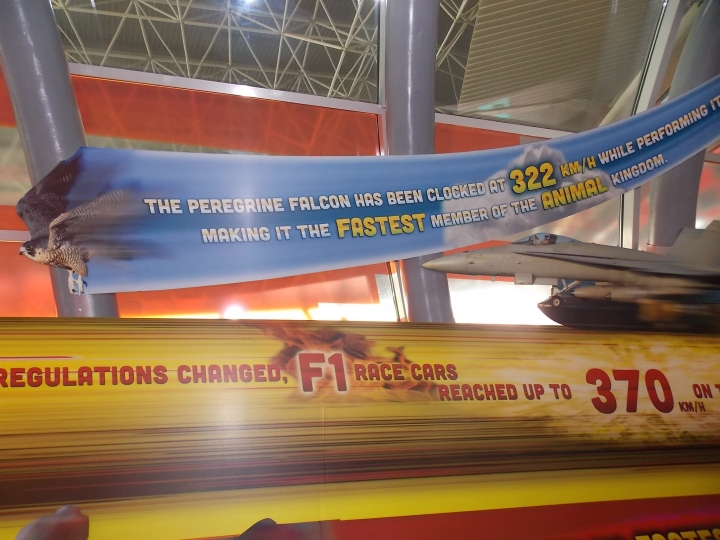 THE PEREGRINE FALCON HAS BEEN CLOCKED AT 322 KM/H WHILE PERFORMING
MAKING IT THE FASTEST MEMBER OF THE ANIMAL KINGDOM.
REGULATIONS CHANGED, F1 RACE CARS
REACHED UP TO 370 KM/H ON